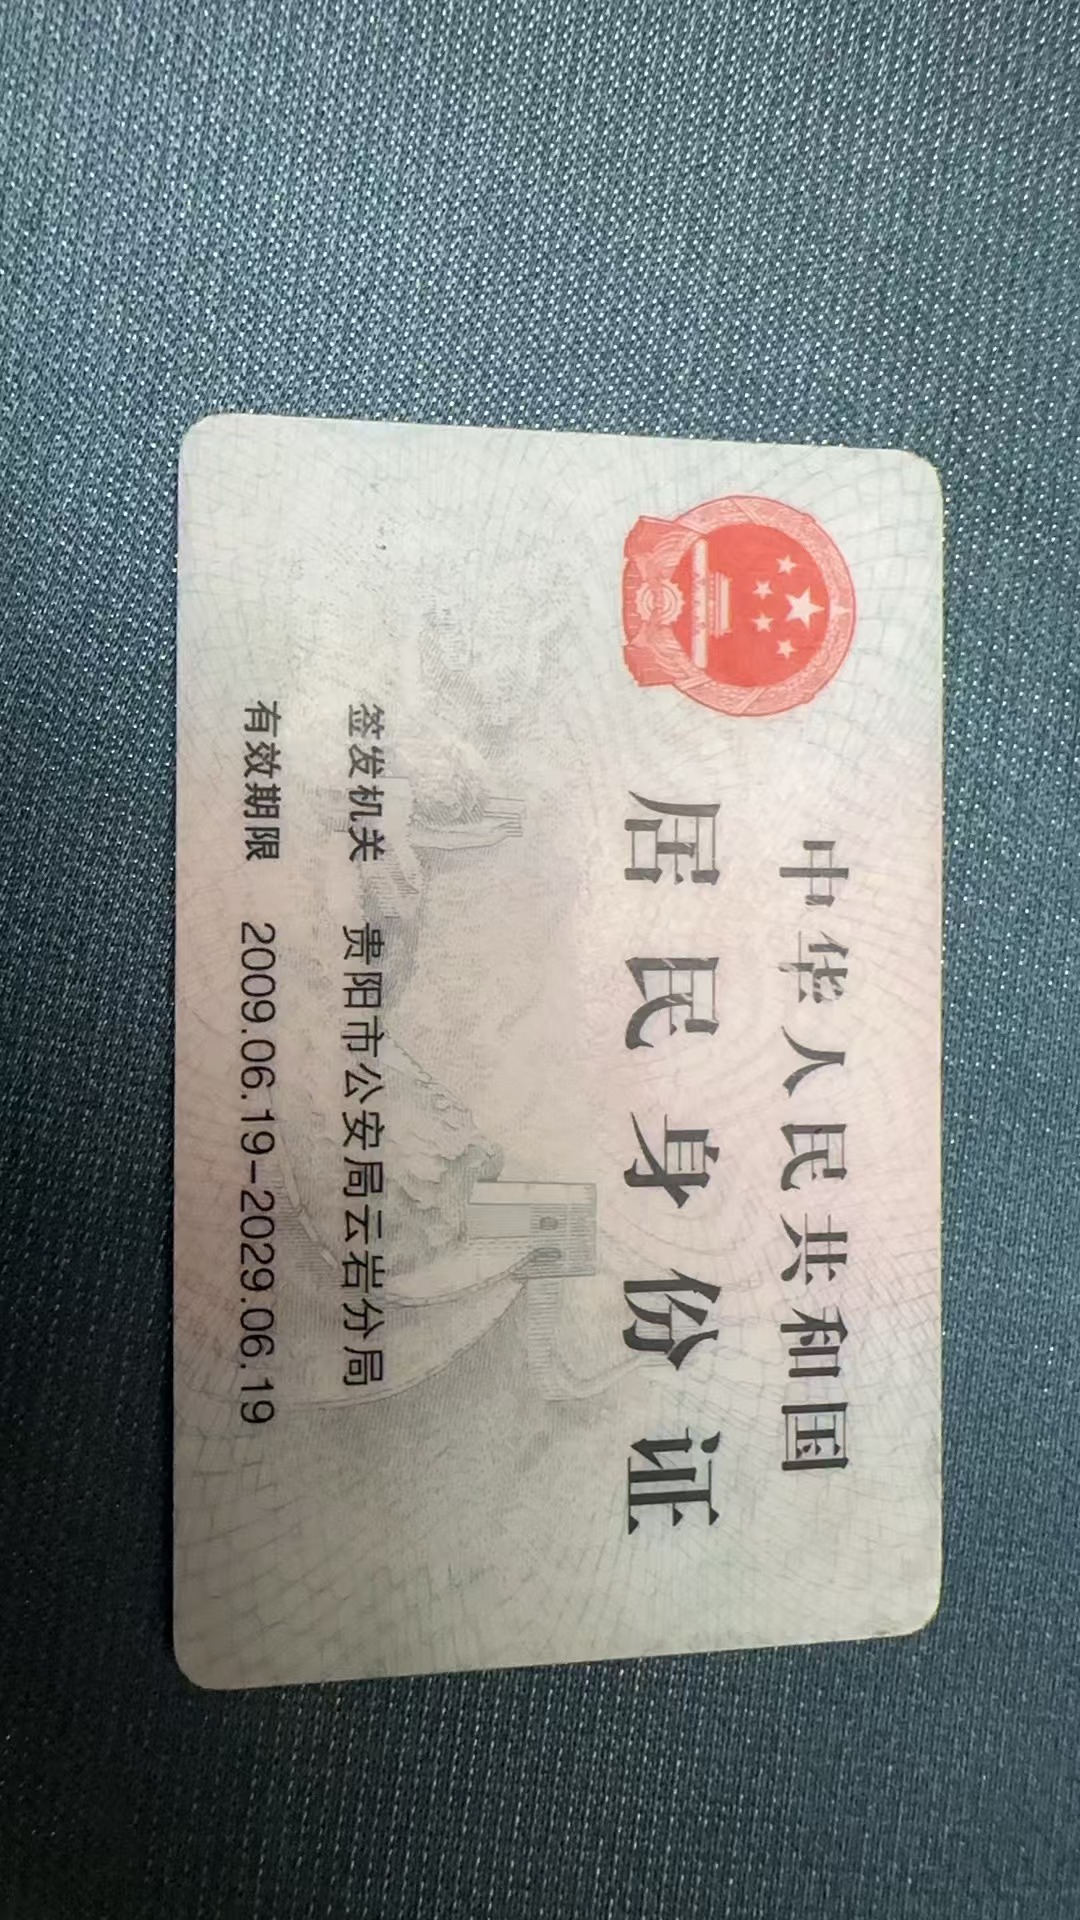 中华人民共和国
居民身份证
签发机关 贵阳市公安局云岩分局
有效期限 2009.06.19-2029.06.19